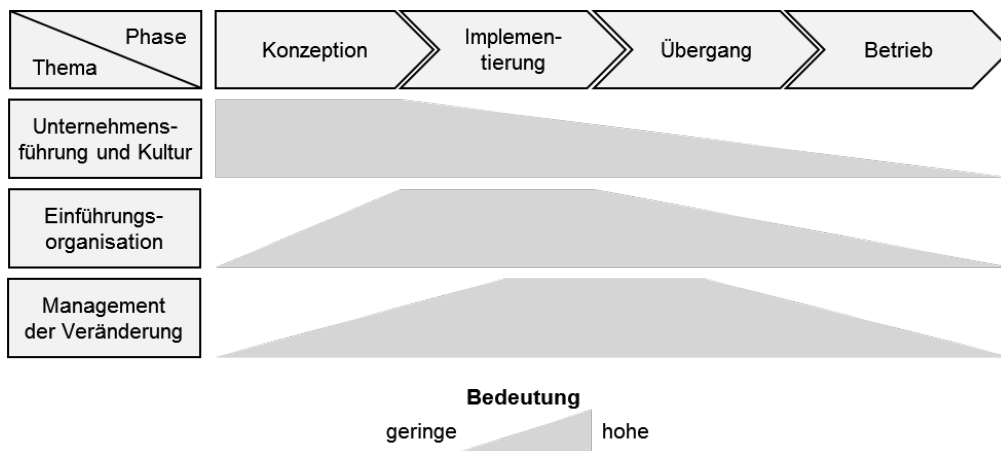 Phase
Thema
Konzeption
Implemen-
tierung
Übergang
Betrieb
Unternehmens-
führung und Kultur
Einführungs-
organisation
Management
der Veränderung
Bedeutung
geringe hohe